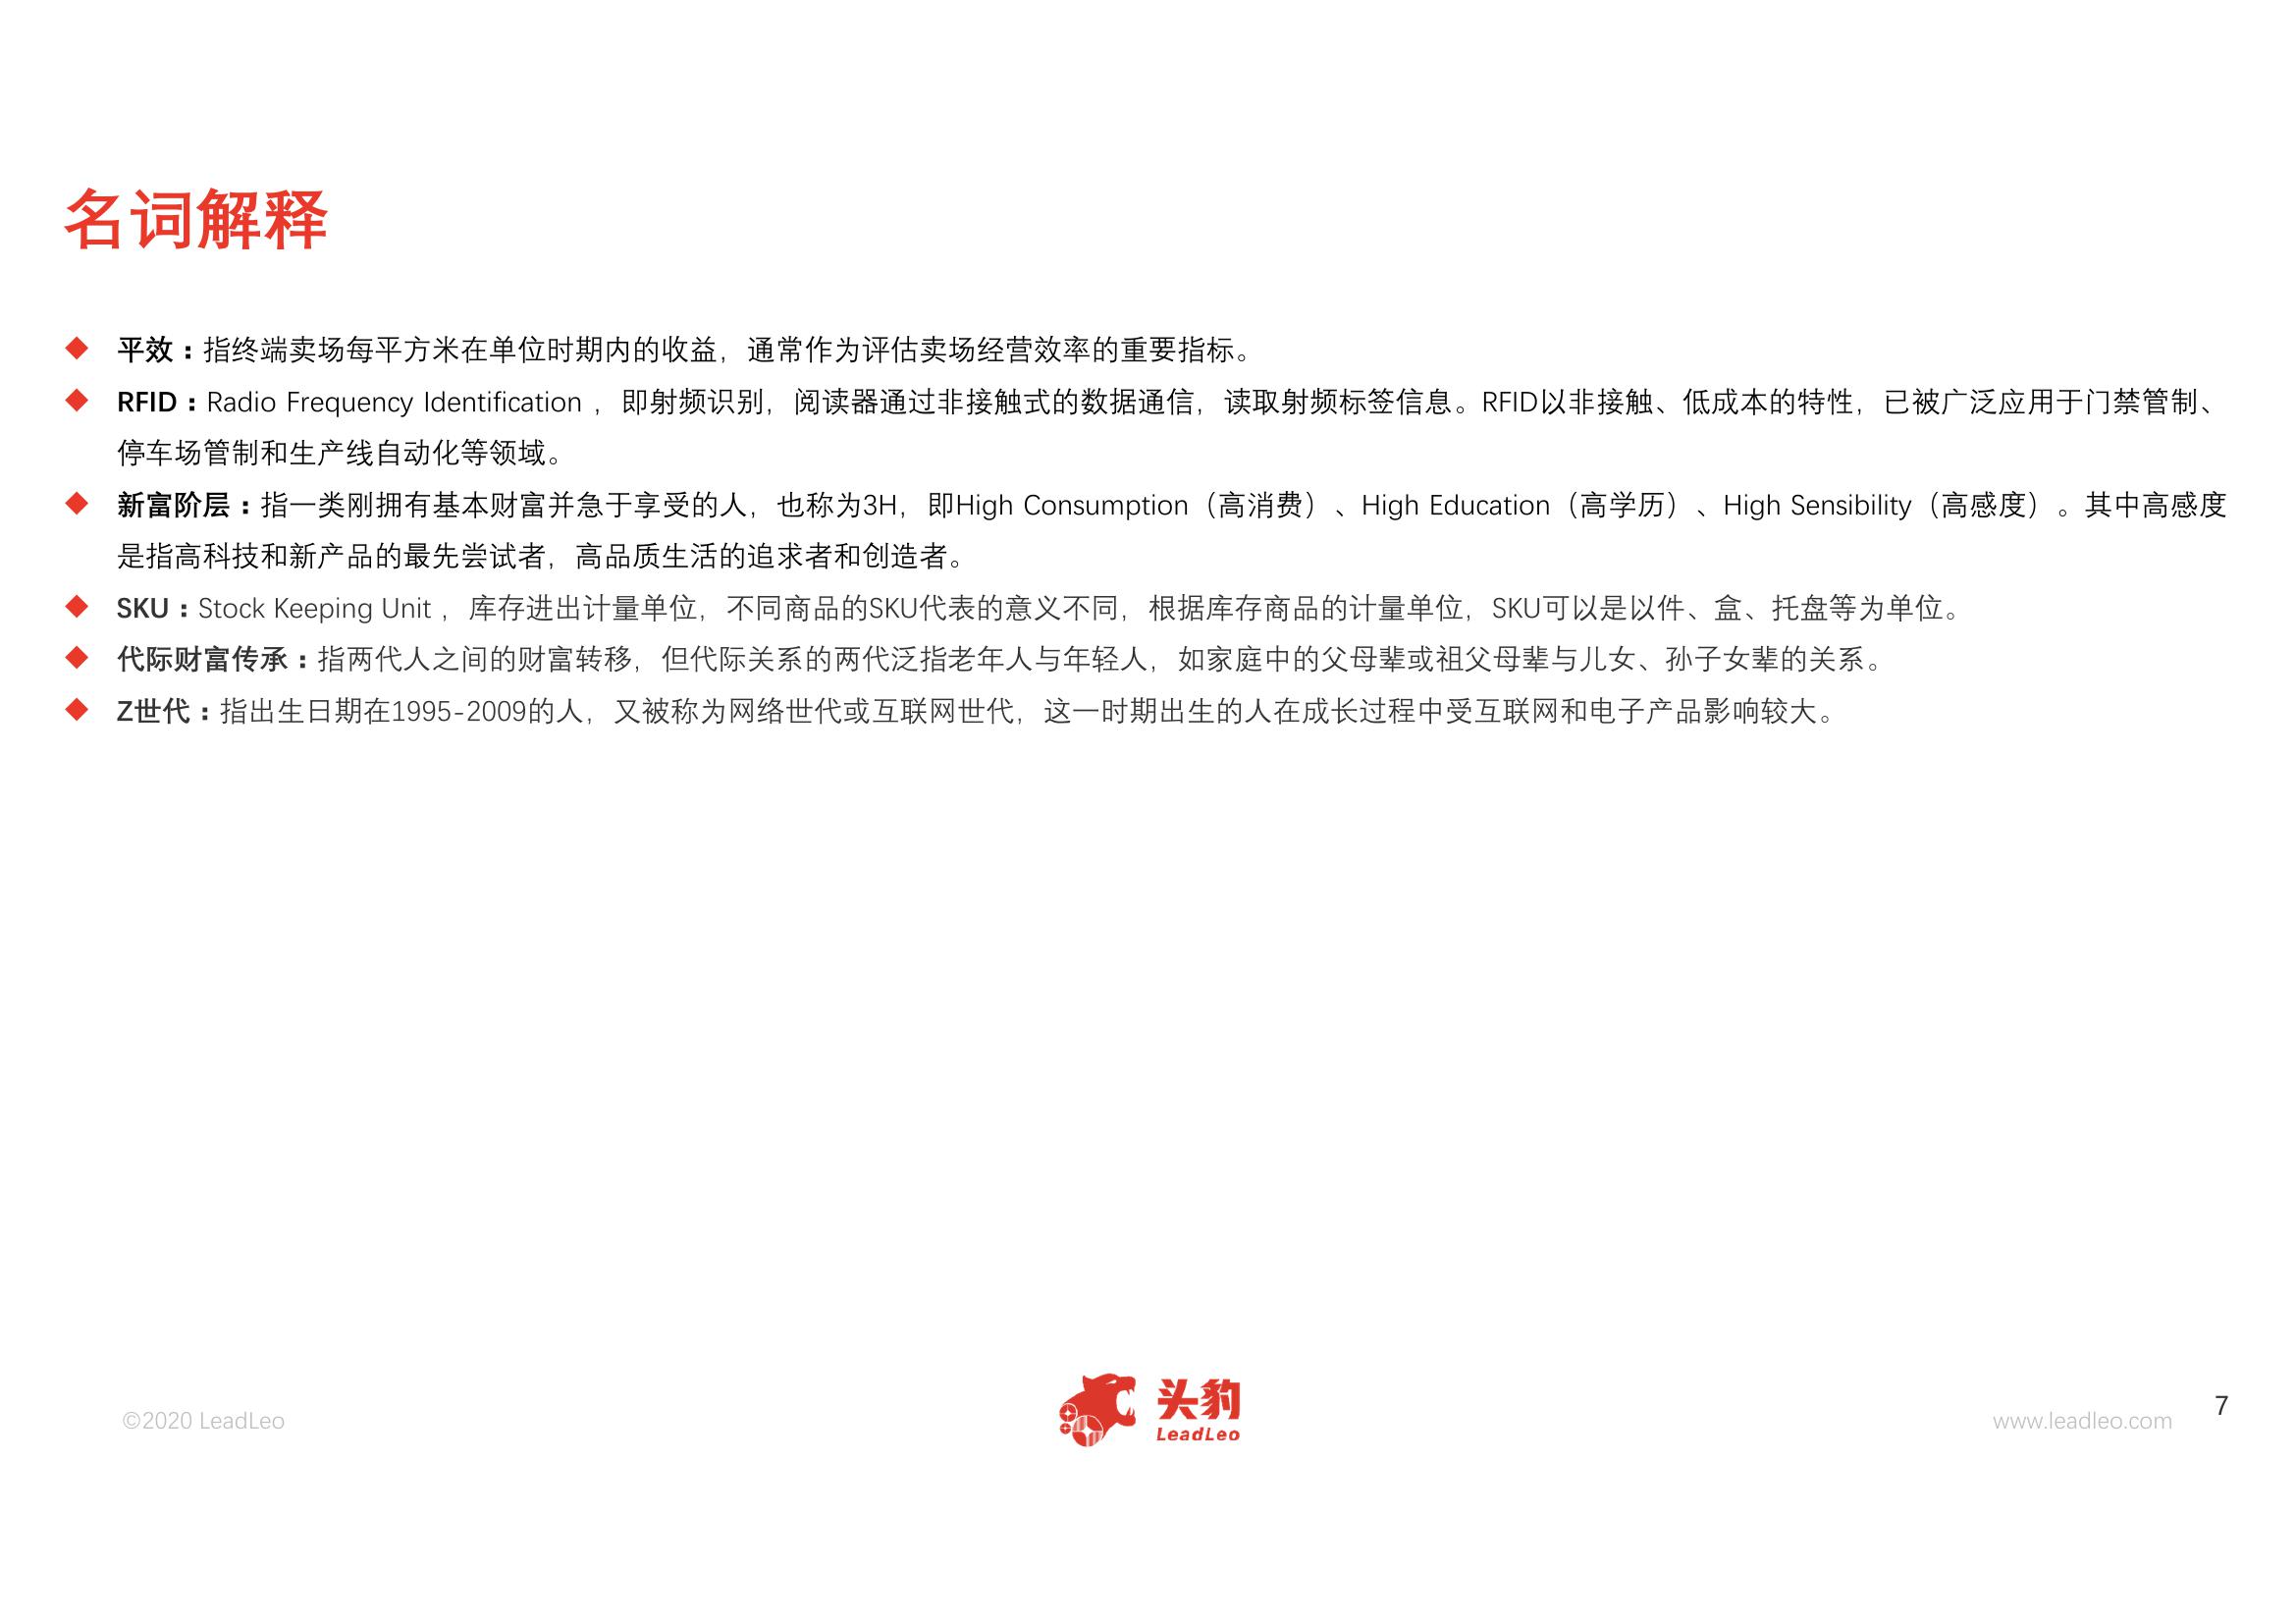 名词解释
◆ 平效：指终端卖场每平方米在单位时期内的收益，通常作为评估卖场经营效率的重要指标。
◆ RFID：Radio Frequency Identification ，即射频识别，阅读器通过非接触式的数据通信，读取射频标签信息。RFID以非接触、低成本的特性，已被广泛应用于门禁管制、
停车场管制和生产线自动化等领域。
◆ 新富阶层：指一类刚拥有基本财富并急于享受的人，也称为3H，即High Consumption（高消费）、High Education（高学历）、High Sensibility（高感度）。其中高感度
是指高科技和新产品的最先尝试者，高品质生活的追求者和创造者。
◆ SKU：Stock Keeping Unit ，库存进出计量单位，不同商品的SKU代表的意义不同，根据库存商品的计量单位，SKU可以是以件、盒、托盘等为单位。
◆ 代际财富传承：指两代人之间的财富转移，但代际关系的两代泛指老年人与年轻人，如家庭中的父母辈或祖父母辈与儿女、孙子女辈的关系。
◆ Z世代：指出生日期在1995-2009的人，又被称为网络世代或互联网世代，这一时期出生的人在成长过程中受互联网和电子产品影响较大。
©2020 LeadLeo
头豹
LeadLeo
www.leadleo.com
7